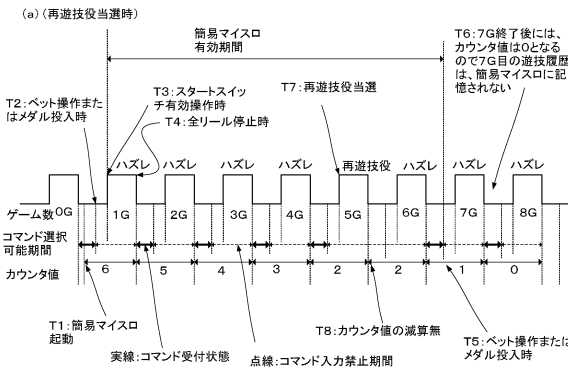 (a)(再遊技役当選時)
簡易マイスロ
有効期間
T6:7G終了後には、
カウンタ値は0となる
ので7G目の遊技履歴
は、簡易マイスロに記
憶されない
T2:ベット操作また
はメダル投入時
T3:スタートスイッ
チ有効操作時
T4:全リール停止時
T7:再遊技役当選
ハズレ ハズレ ハズレ ハズレ 再遊技役 ハズレ ハズレ ハズレ
ゲーム数 0G 1G 2G 3G 4G 5G 6G 7G 8G
コマンド選択
可能期間
カウンタ値 6 5 4 3 2 2 1 0
T1:簡易マイスロ
起動
実線:コマンド受付状態
点線:コマンド入力禁止期間
T8:カウンタ値の減算無
T5:ベット操作または
メダル投入時